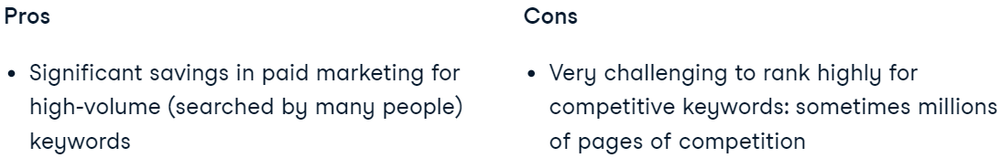 Pros
• Significant savings in paid marketing for
high-volume (searched by many people)
keywords
Cons
• Very challenging to rank highly for
competitive keywords: sometimes millions
of pages of competition